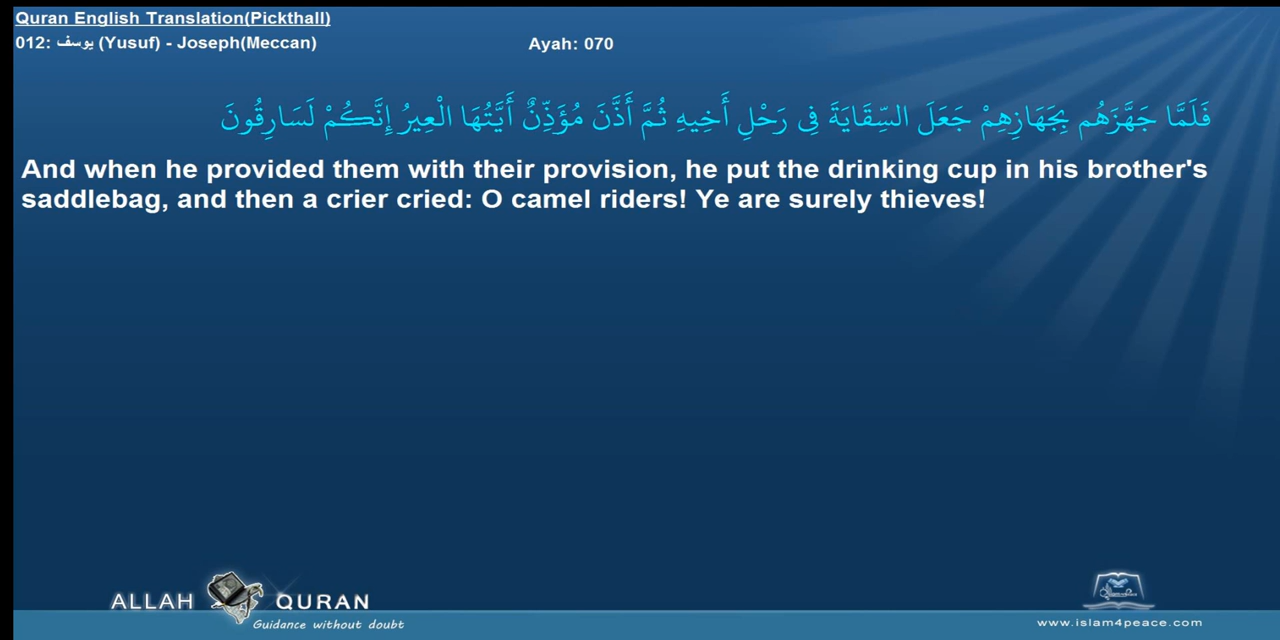 Quran English Translation(Pickthall)
012: يوسف (Yusuf) - Joseph(Meccan)
Ayah: 070
فَلَمَّا جَهَّزَهُم بِجَهَازِهِمْ جَعَلَ السِّقَايَةَ فِي رَحْلِ أَخِيهِ ثُمَّ أَذَّنَ مُؤَذِّنٌ أَيَّتُهَا الْعِيرُ إِنَّكُمْ لَسَارِقُونَ
And when he provided them with their provision, he put the drinking cup in his brother's
saddlebag, and then a crier cried: O camel riders! Ye are surely thieves!
ALLAH QURAN
Guidance without doubt
www.islam4peace.com